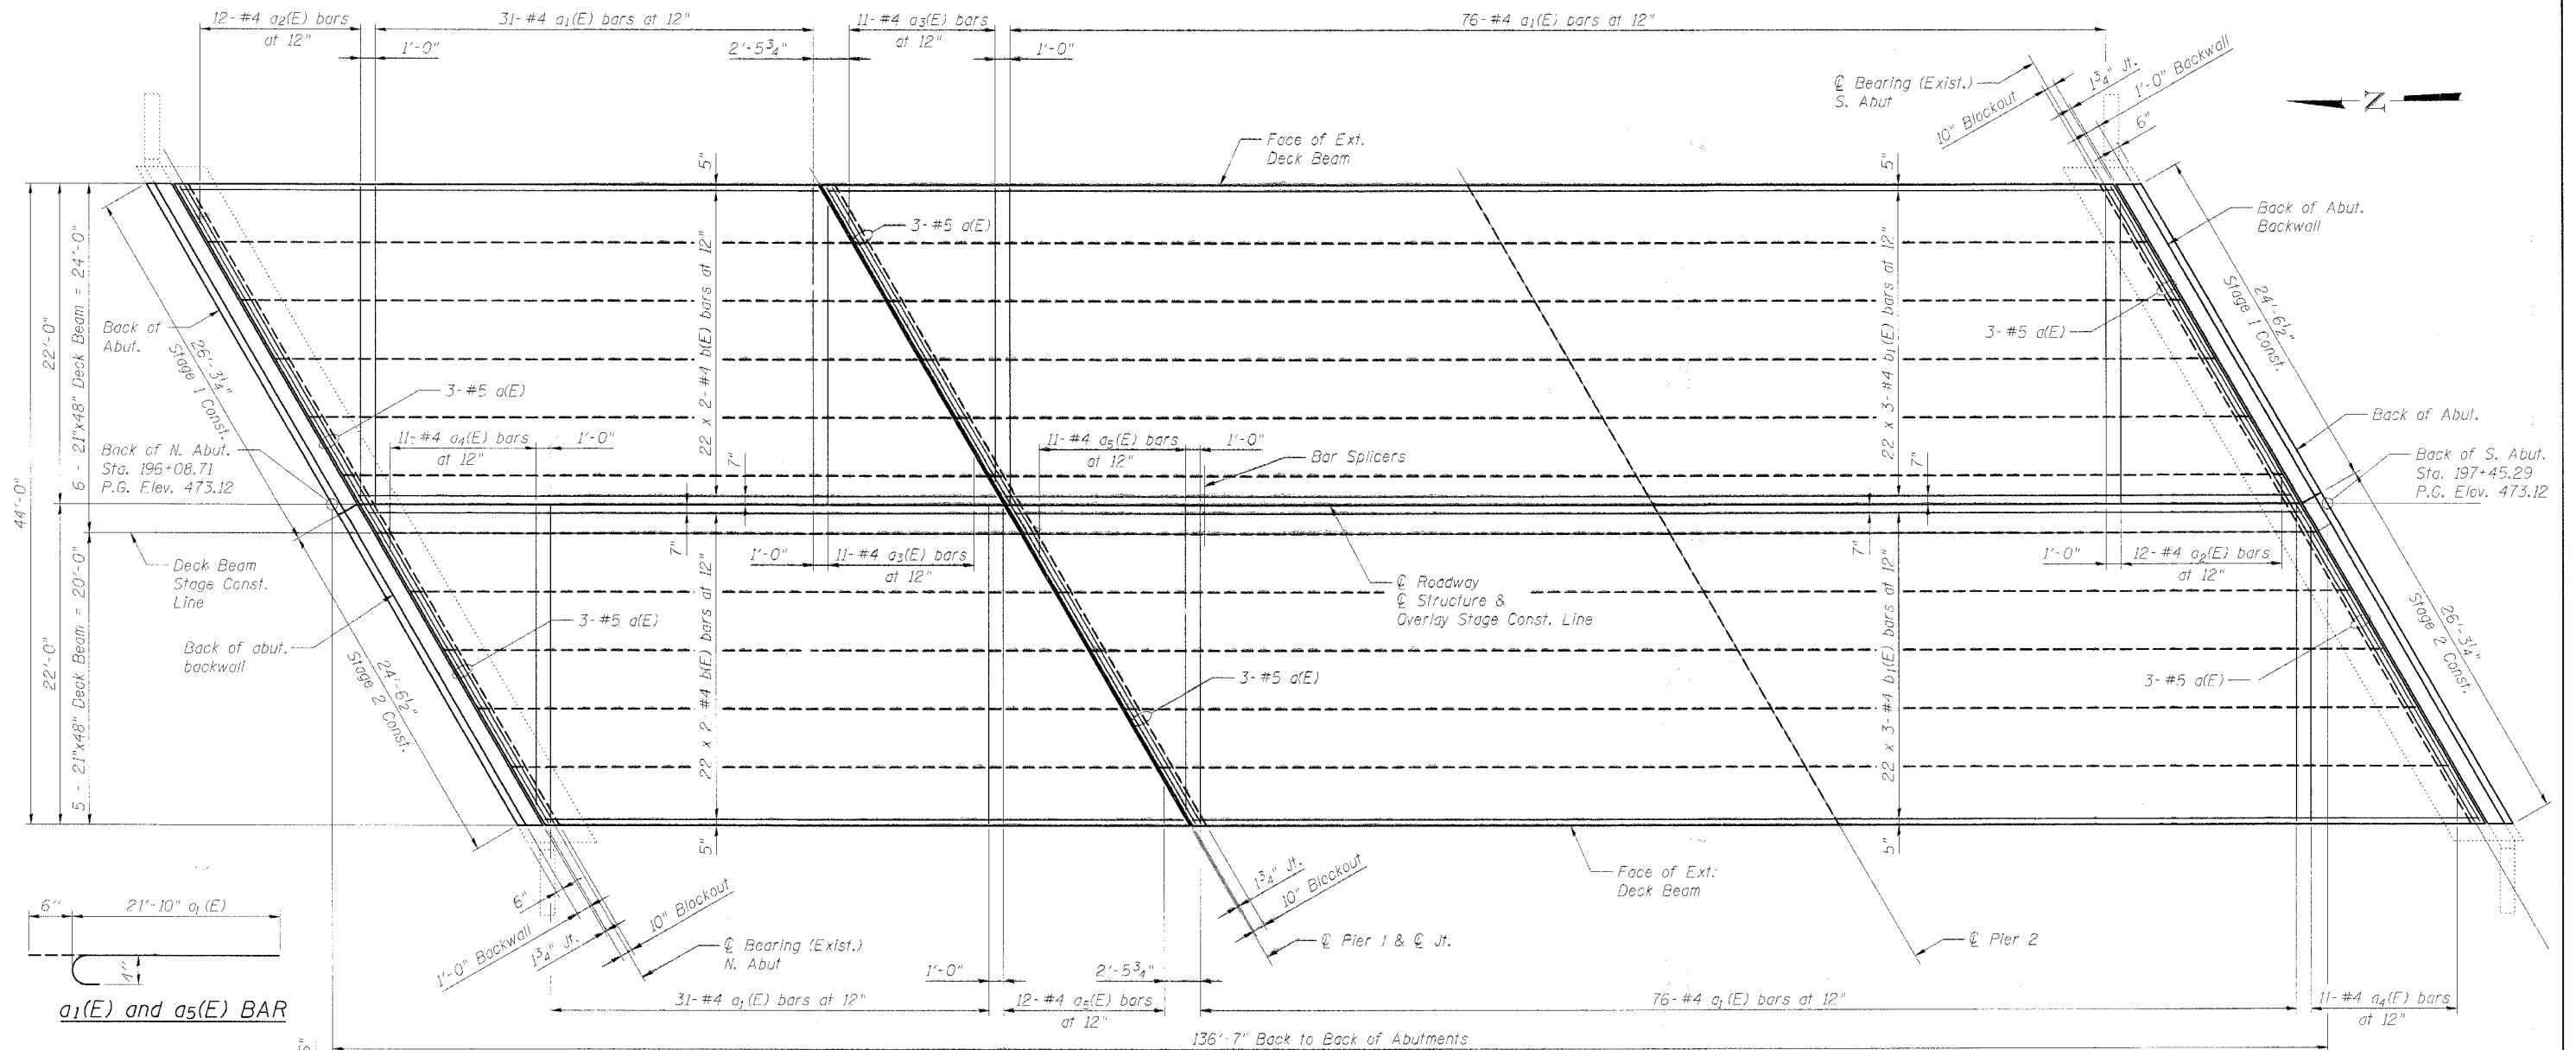 12- #4 a2(E) bars
at 12"
31- #4 a1(E) bars at 12"
11- #4 a3(E) bars
at 12"
76- #4 a1(E) bars at 12"
1'-0"
2'-5¾"
1'-0"
℄ Bearing (Exist.)
S. Abut
10" Blockout
1¾" Jt.
1'-0" Backwall
6"
N
Face of Ext.
Deck Beam
5"
5"
3- #5 a(E)
Back of Abut.
Backwall
44'-0"
22'-0"
22'-0"
6 - 21"x48" Deck Beam = 24'-0"
5 - 21"x48" Deck Beam = 20'-0"
Back of
Abut.
26'-3¼"
Stage 1 Const.
24'-6½"
Stage 1 Const.
22 x 2- #4 b(E) bars at 12"
22 x 3- #4 b1(E) bars at 12"
3- #5 a(E)
3- #5 a(E)
Back of Abut.
Back of N. Abut.
Sta. 196+08.71
P.G. Elev. 473.12
11- #4 a4(E) bars
at 12"
1'-0"
11- #4 a5(E) bars
at 12"
1'-0"
Bar Splicers
Back of S. Abut.
Sta. 197+45.29
P.G. Elev. 473.12
7"
7"
7"
7"
Deck Beam
Stage Const.
Line
1'-0"
11- #4 a3(E) bars
at 12"
1'-0"
12- #4 a2(E) bars
at 12"
℄ Roadway
℄ Structure &
Overlay Stage Const. Line
3- #5 a(E)
Back of abut.
backwall
24'-6½"
Stage 2 Const.
22 x 2- #4 b(E) bars at 12"
22 x 3- #4 b1(E) bars at 12"
26'-3¼"
Stage 2 Const.
3- #5 a(E)
3- #5 a(E)
5"
5"
Face of Ext.
Deck Beam
6"
1'-0" Backwall
1¾" Jt.
10" Blockout
℄ Bearing (Exist.)
N. Abut
1¾" Jt.
10" Blockout
℄ Pier 1 & ℄ Jt.
℄ Pier 2
6"
21'-10" a1(E)
4"
a1(E) and a5(E) BAR
1'-0"
2'-5¾"
31- #4 a1(E) bars at 12"
12- #4 a5(E) bars
at 12"
76- #4 a1(E) bars at 12"
11- #4 a4(E) bars
at 12"
136'-7" Back to Back of Abutments